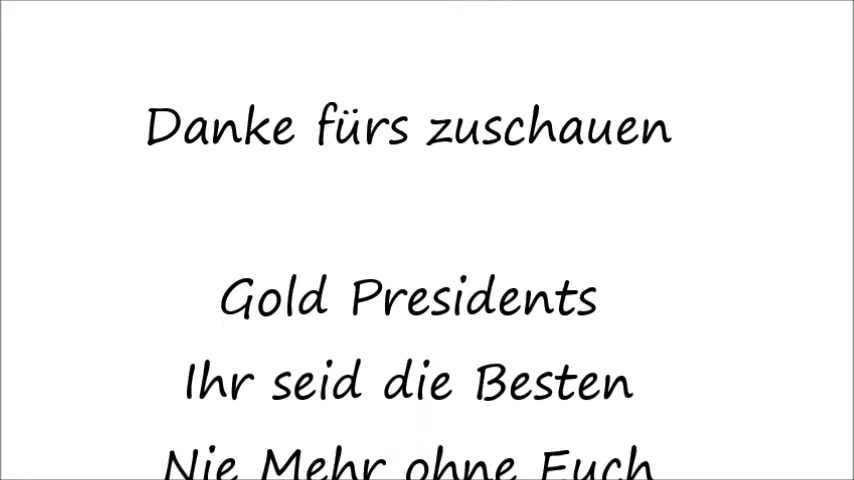 Danke fürs zuschauen
Gold Presidents
Ihr seid die Besten
Nie Mehr ohne Euch